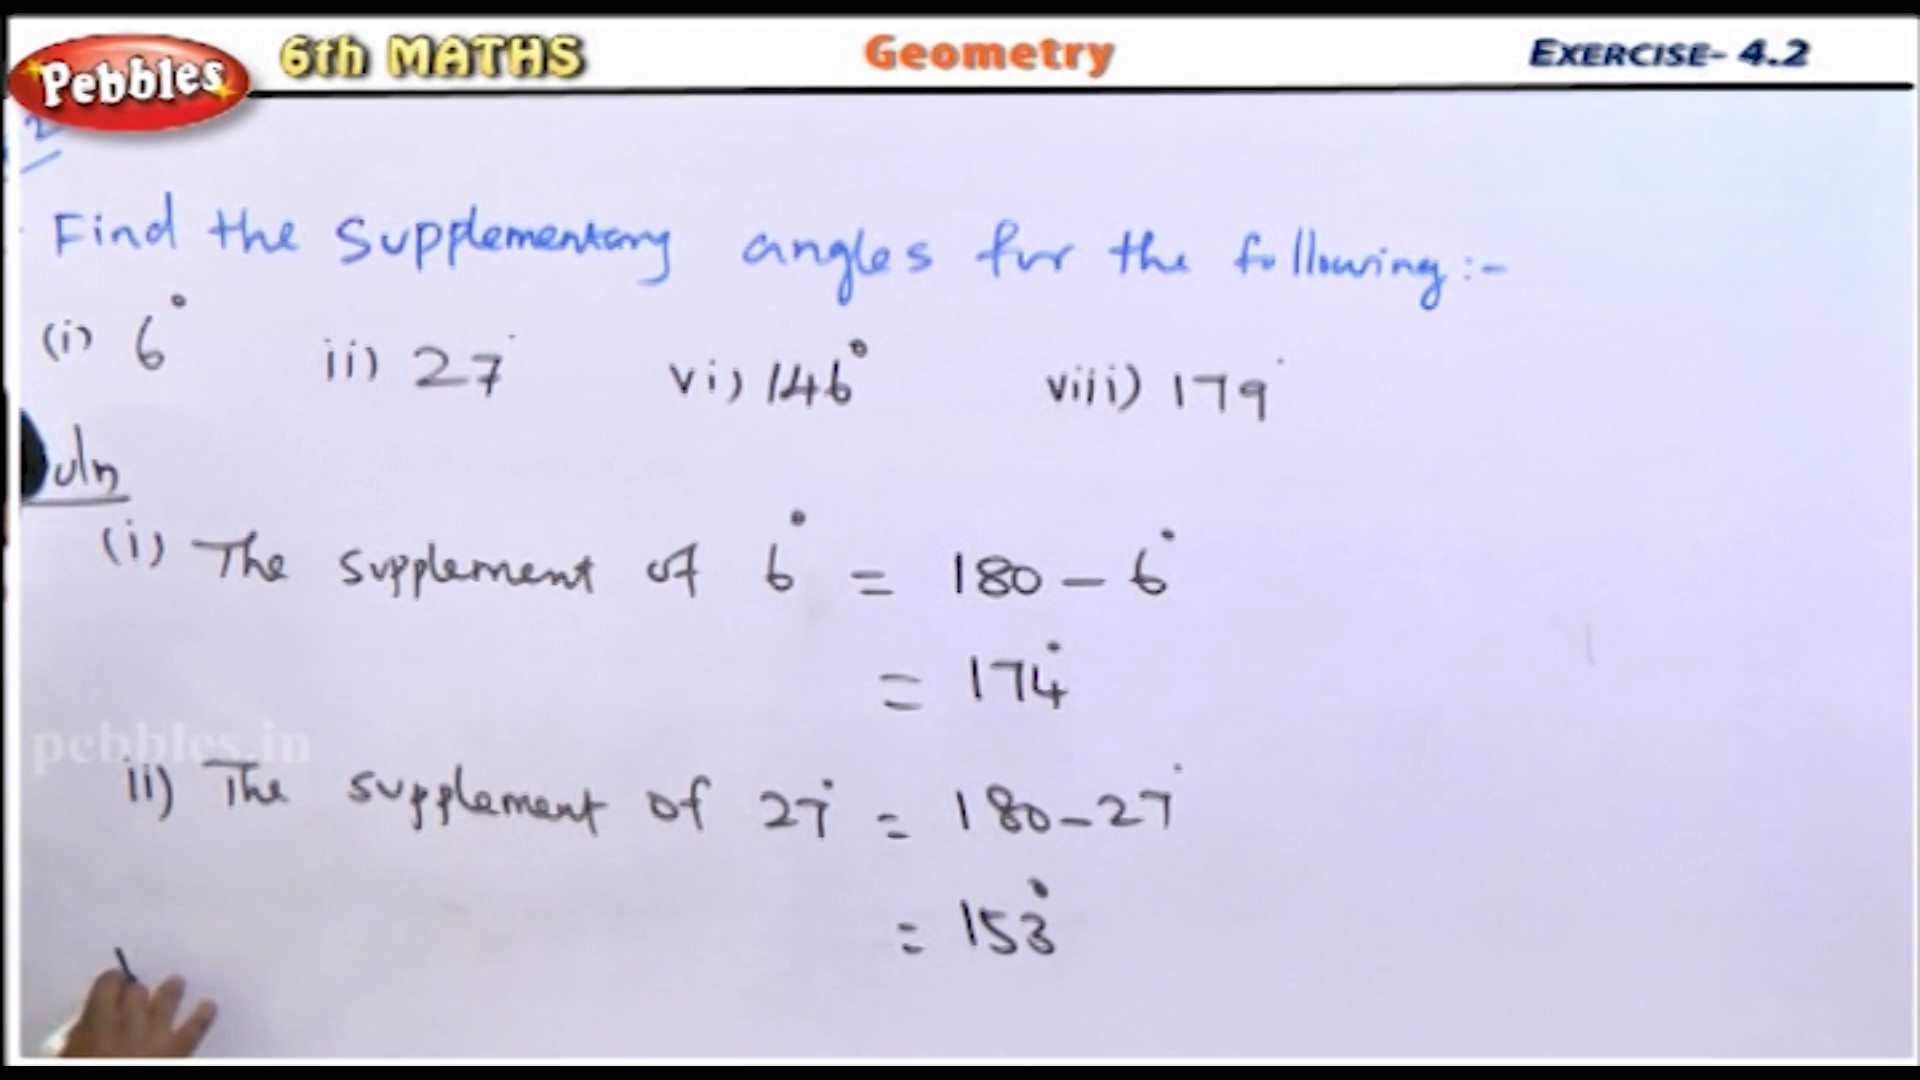 Pebbles 6th MATHS Geometry EXERCISE- 4.2
2
Find the supplementary angles for the following:-
(i) 6° ii) 27° vi) 146° viii) 179°
uln
(i) The supplement of 6° = 180 - 6°
= 174°
pebbles.in
ii) The supplement of 27° = 180 - 27°
= 153°